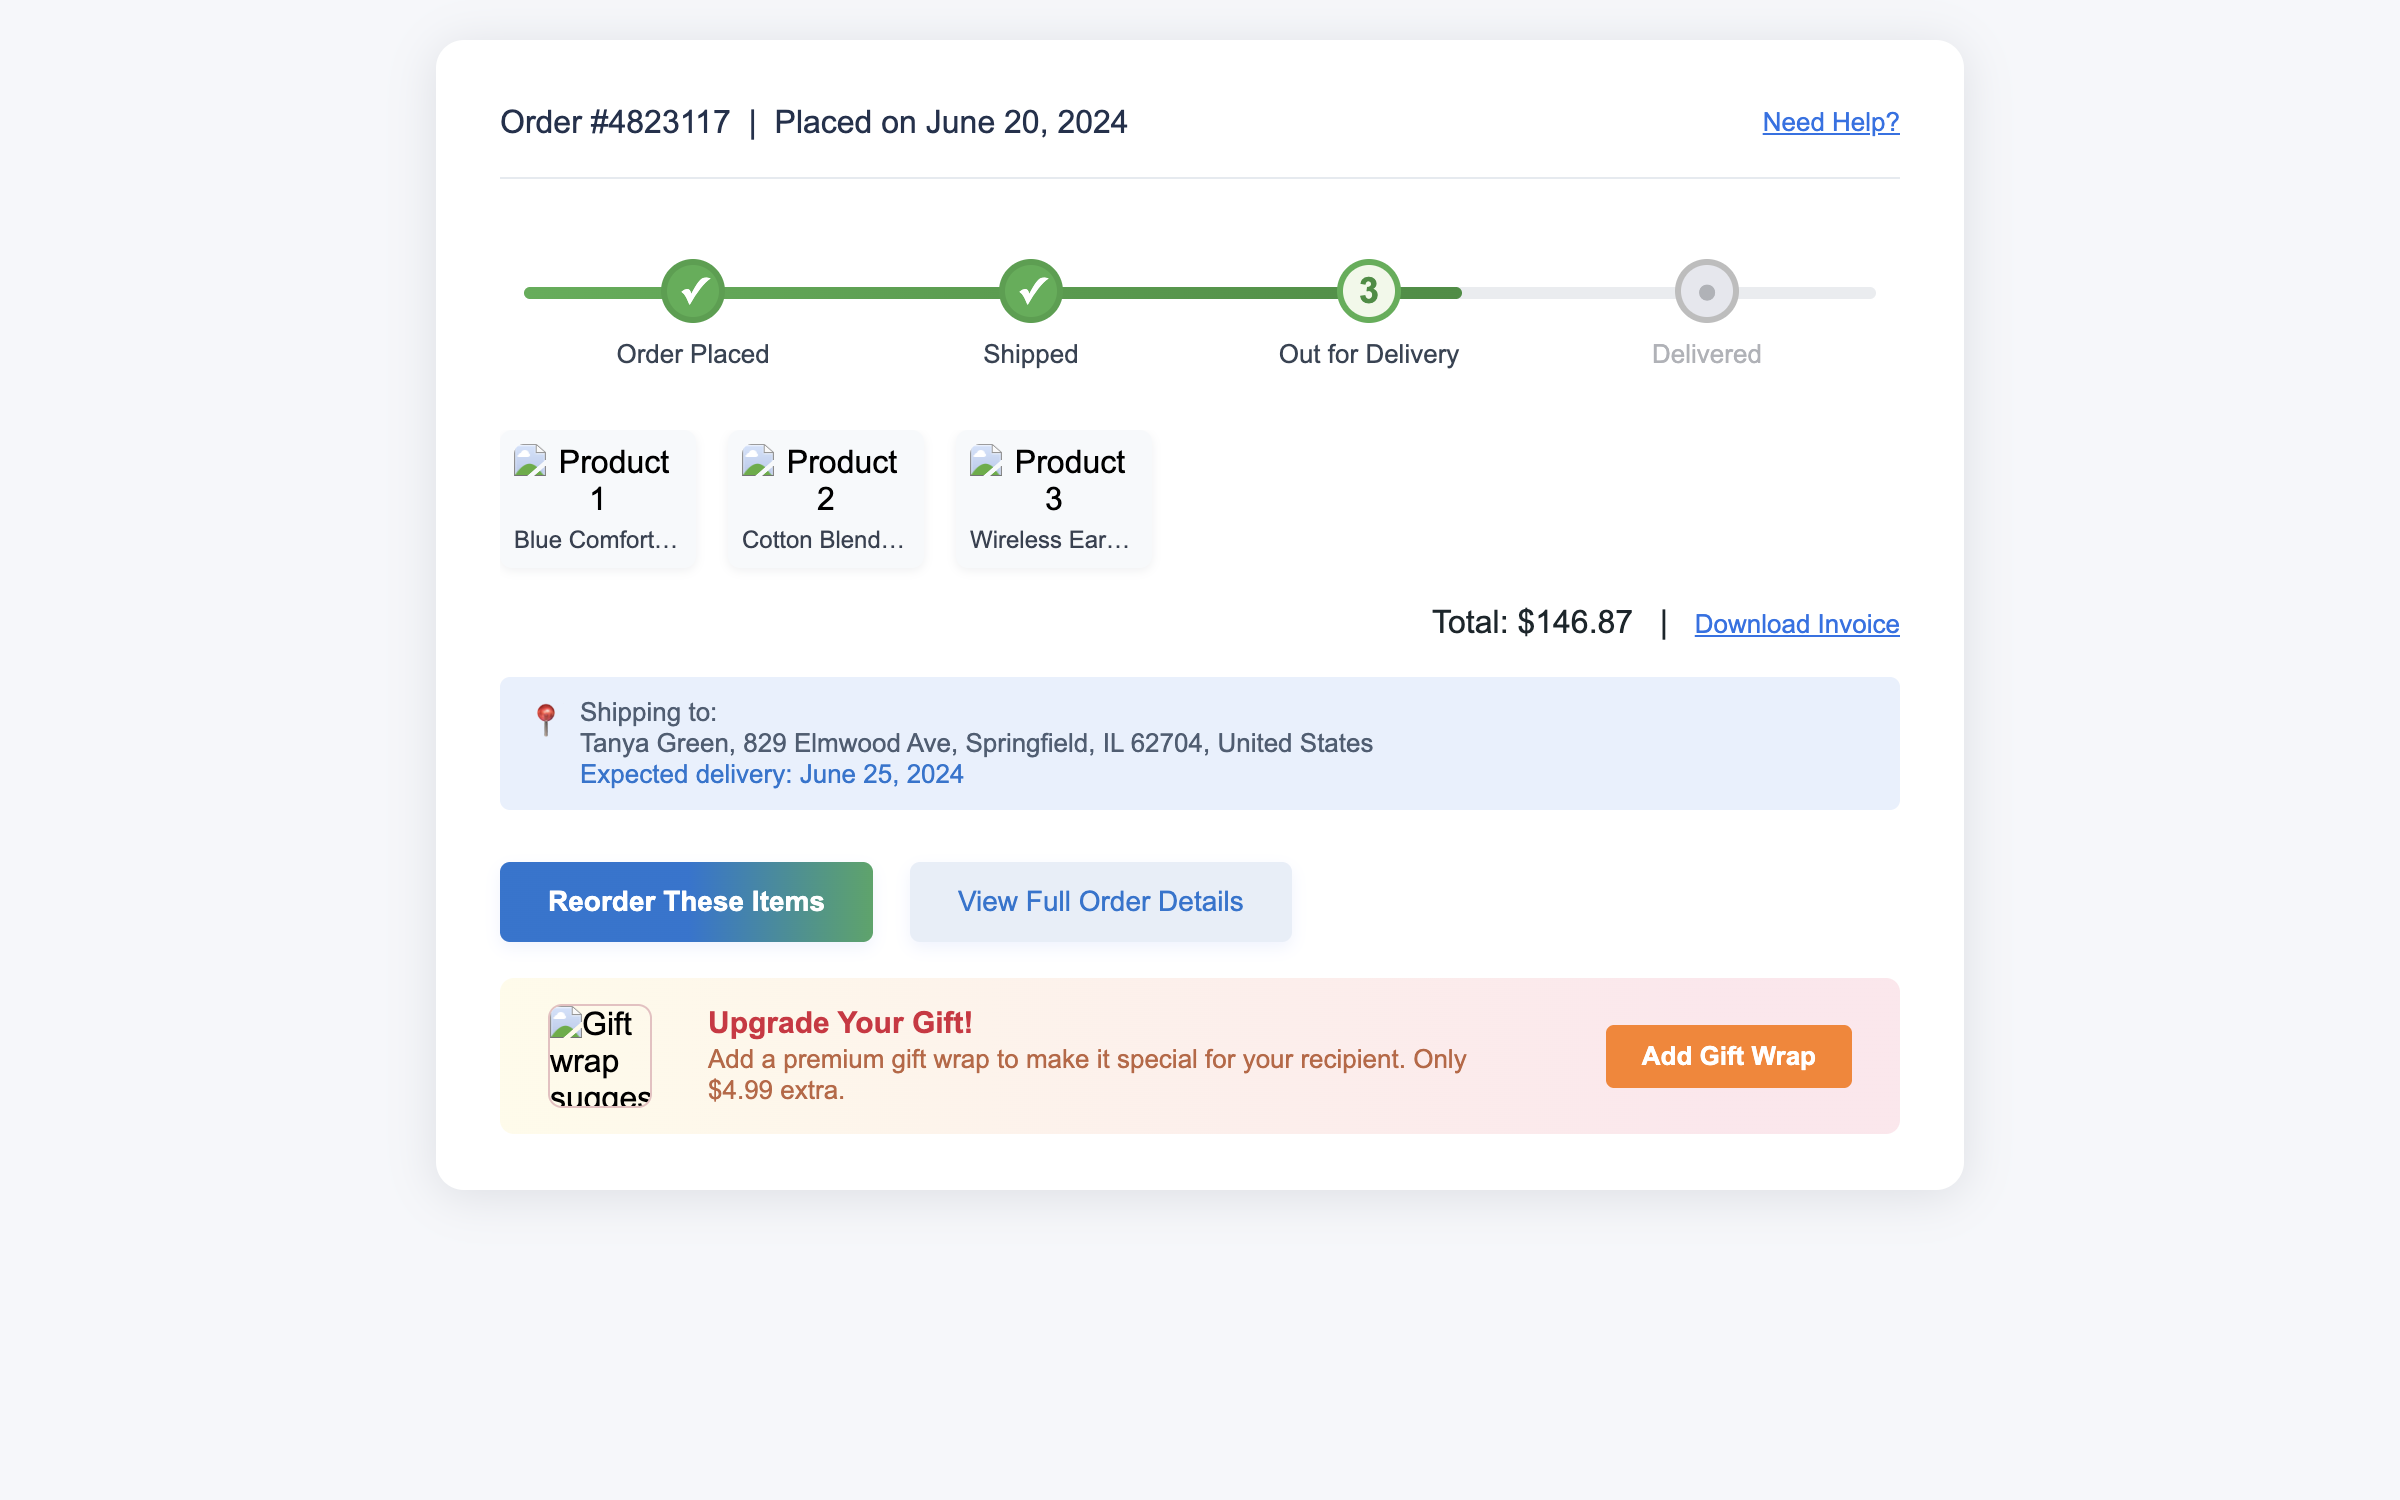 Order #4823117 | Placed on June 20, 2024
Need Help?
3
Order Placed
Shipped
Out for Delivery
Delivered
Product 1
Blue Comfort…
Product 2
Cotton Blend…
Product 3
Wireless Ear…
Total: $146.87 | Download Invoice
Shipping to:
Tanya Green, 829 Elmwood Ave, Springfield, IL 62704, United States
Expected delivery: June 25, 2024
Reorder These Items
View Full Order Details
Gift
wrap
sugges
Upgrade Your Gift!
Add a premium gift wrap to make it special for your recipient. Only
$4.99 extra.
Add Gift Wrap